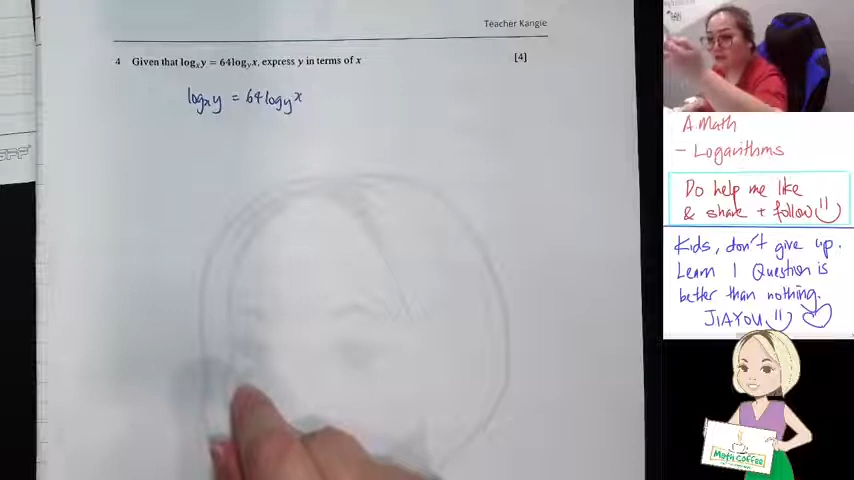 Teacher Kangie
4 Given that logₓy = 64logᵧx, express y in terms of x [4]
logₓy = 64logᵧx
A.Math
- Logarithms
Do help me like
& share + follow
Kids, don't give up.
Learn 1 Question is
better than nothing.
JIAYOU
Math Coffee